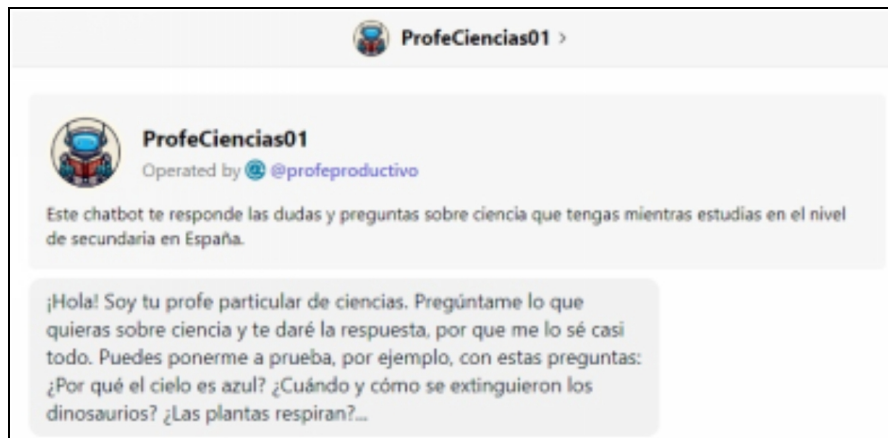 ProfeCiencias01 >
ProfeCiencias01
Operated by @profeproductivo
Este chatbot te responde las dudas y preguntas sobre ciencia que tengas mientras estudias en el nivel
de secundaria en España.
¡Hola! Soy tu profe particular de ciencias. Pregúntame lo que
quieras sobre ciencia y te daré la respuesta, por que me lo sé casi
todo. Puedes ponerme a prueba, por ejemplo, con estas preguntas:
¿Por qué el cielo es azul? ¿Cuándo y cómo se extinguieron los
dinosaurios? ¿Las plantas respiran?...